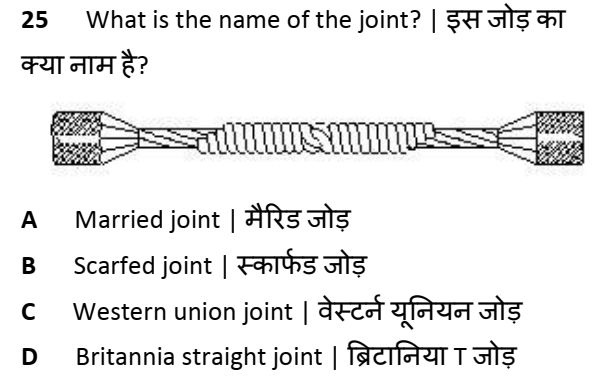 25 What is the name of the joint? | इस जोड़ का
क्या नाम है?
A Married joint | मैरिड जोड़
B Scarfed joint | स्कार्फड जोड़
C Western union joint | वेस्टर्न यूनियन जोड़
D Britannia straight joint | ब्रिटानिया T जोड़